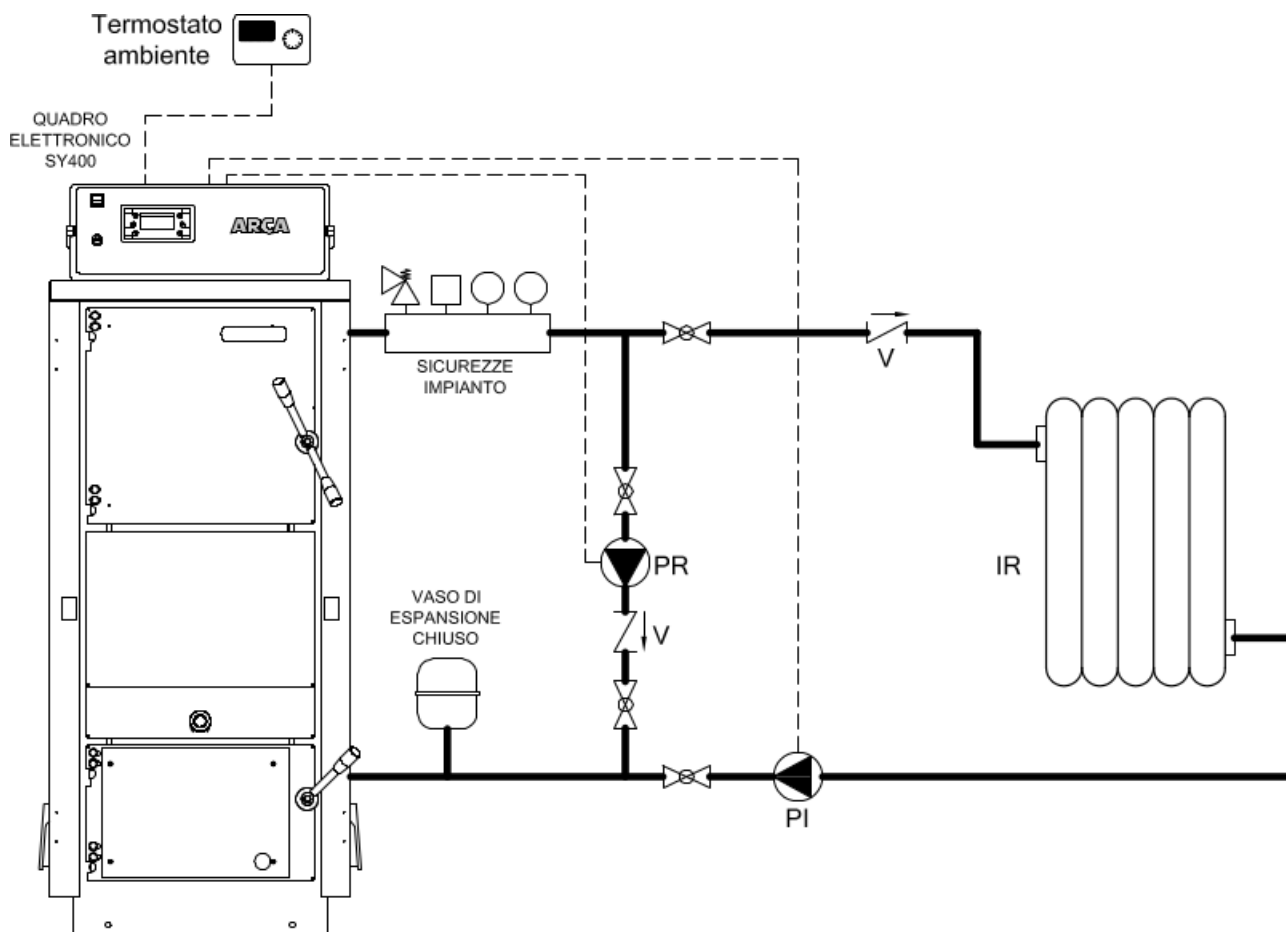 Termostato
ambiente
QUADRO
ELETTRONICO
SY400
ARCA
SICUREZZE
IMPIANTO
V
PR
IR
VASO DI
ESPANSIONE
CHIUSO
V
PI